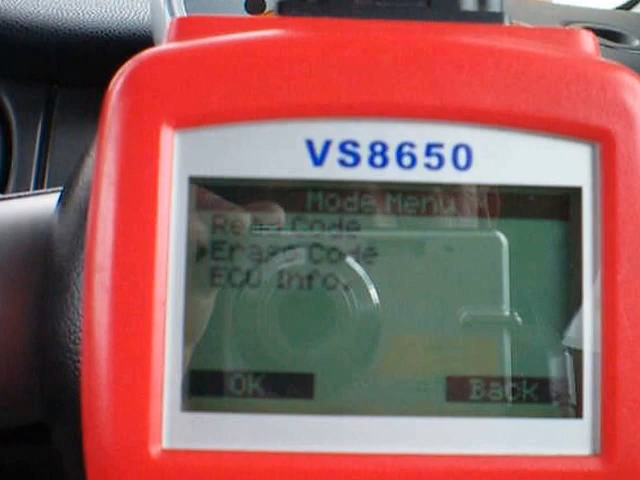 VS8650
Mode Menu
Read Code
Erase Code
ECU Info.
OK Back